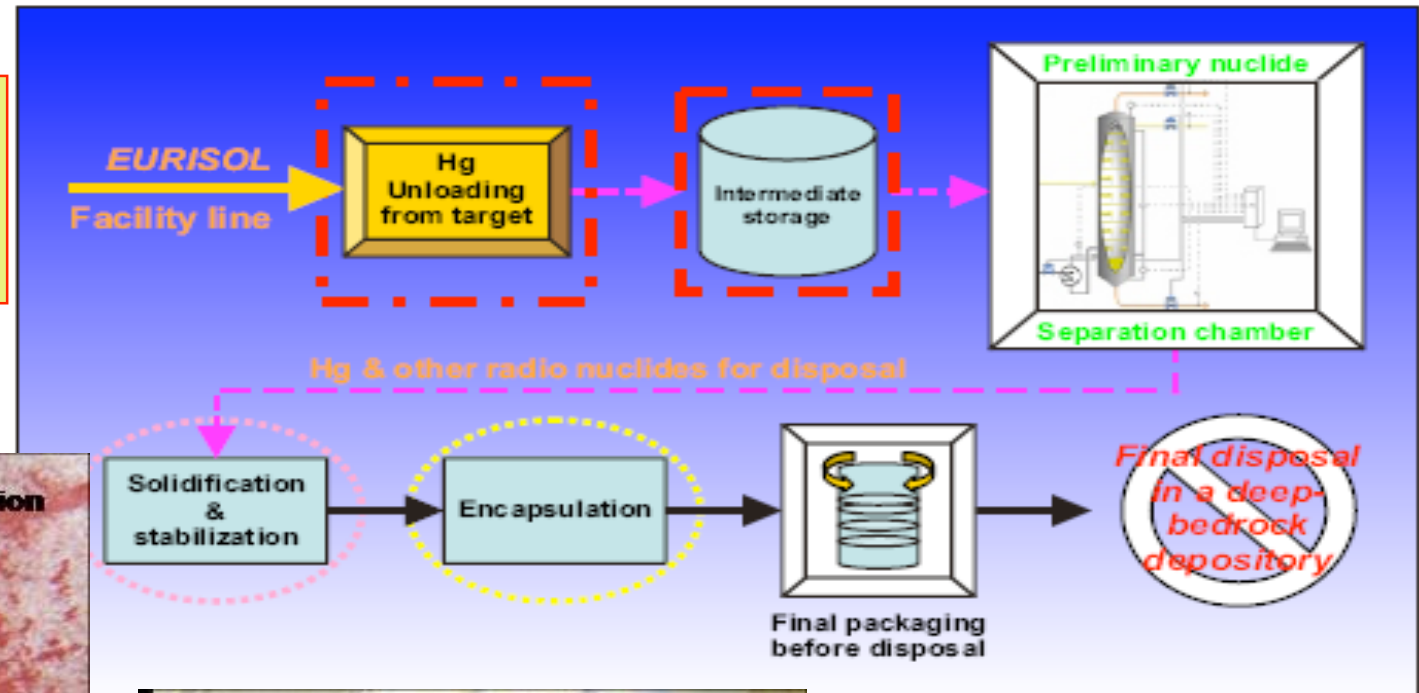 Preliminary nuclide
EURISOL
Facility line
Hg
Unloading
from target
Intermediate
storage
Separation chamber
Hg & other radio nuclides for disposal
Solidification
&
stabilization
Encapsulation
Final packaging
before disposal
Final disposal
in a deep-
bedrock
depository